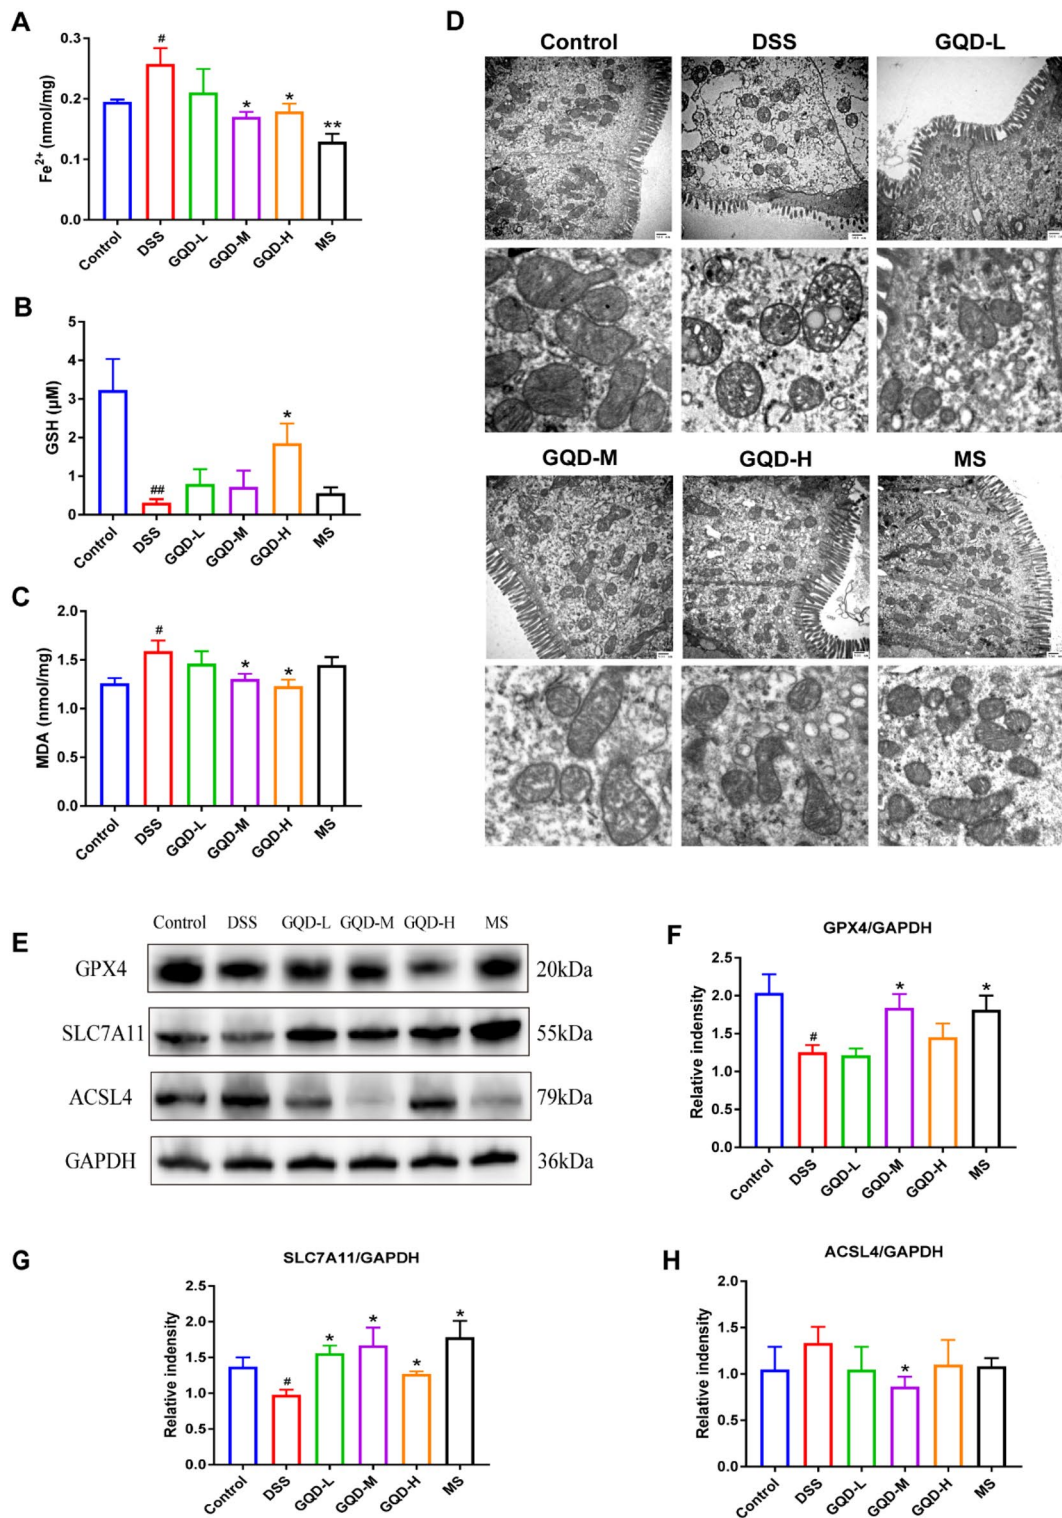 A
0.3
0.2
0.1
0.0
Fe2+ (nmol/mg)
#
*
*
**
Control
DSS
GQD-L
GQD-M
GQD-H
MS
B
5
4
3
2
1
0
GSH (μM)
##
*
Control
DSS
GQD-L
GQD-M
GQD-H
MS
C
2.0
1.5
1.0
0.5
0.0
MDA (nmol/mg)
#
*
*
Control
DSS
GQD-L
GQD-M
GQD-H
MS
D
Control DSS GQD-L
GQD-M GQD-H MS
E
Control DSS GQD-L GQD-M GQD-H MS
GPX4 20kDa
SLC7A11 55kDa
ACSL4 79kDa
GAPDH 36kDa
F
GPX4/GAPDH
2.5
2.0
1.5
1.0
0.5
0.0
Relative indensity
#
*
*
Control
DSS
GQD-L
GQD-M
GQD-H
MS
G
SLC7A11/GAPDH
2.5
2.0
1.5
1.0
0.5
0.0
Relative indensity
#
*
*
*
*
Control
DSS
GQD-L
GQD-M
GQD-H
MS
H
ACSL4/GAPDH
2.0
1.5
1.0
0.5
0.0
Relative indensity
*
Control
DSS
GQD-L
GQD-M
GQD-H
MS